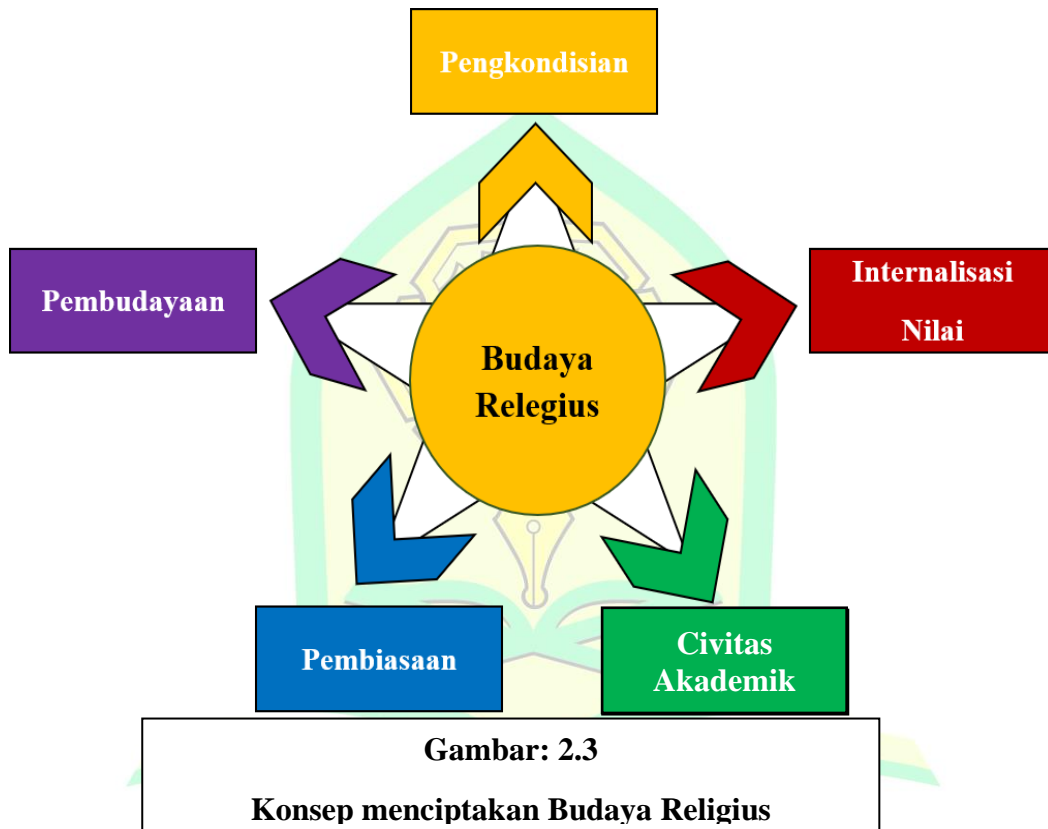 Pengkondisian
Pembudayaan
Internalisasi
Nilai
Budaya
Relegius
Pembiasaan
Civitas
Akademik
Gambar: 2.3
Konsep menciptakan Budaya Religius